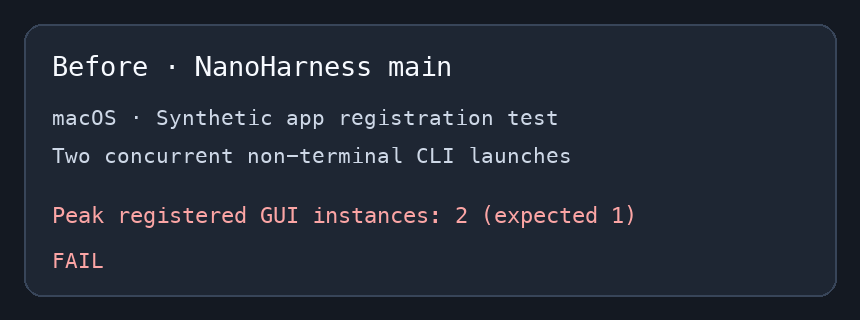 Before · NanoHarness main
macOS · Synthetic app registration test
Two concurrent non−terminal CLI launches
Peak registered GUI instances: 2 (expected 1)
FAIL